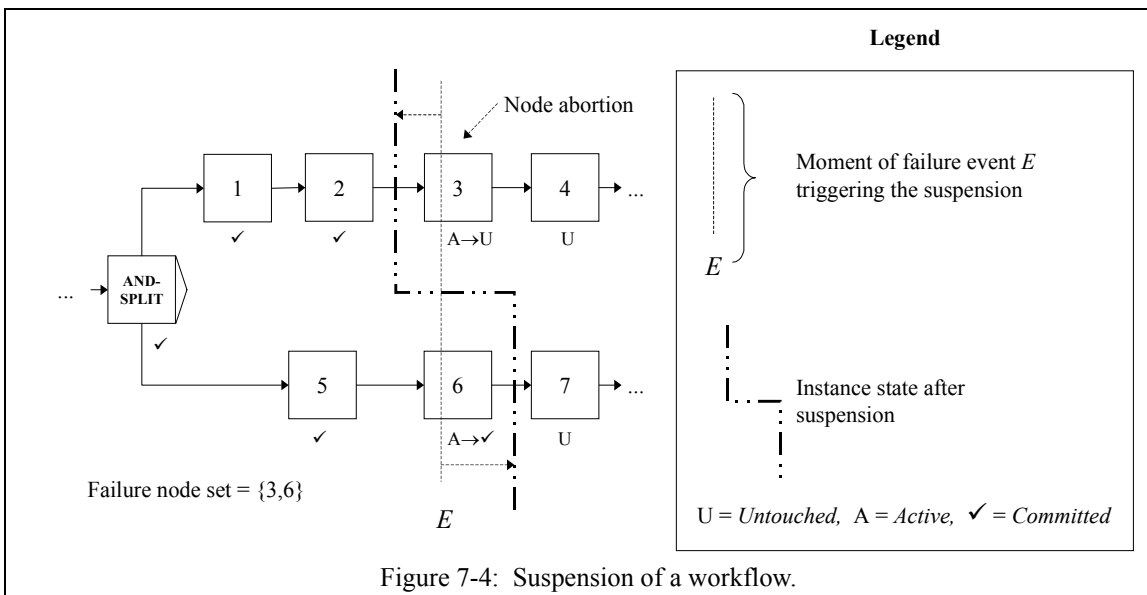 Legend
Node abortion
Moment of failure event E
triggering the suspension
E
1
2
3
4
...
✓
✓
A→U
U
...
AND-
SPLIT
✓
5
6
7
...
✓
A→✓
U
Instance state after
suspension
Failure node set = {3,6}
E
U = Untouched, A = Active, ✓ = Committed
Figure 7-4: Suspension of a workflow.